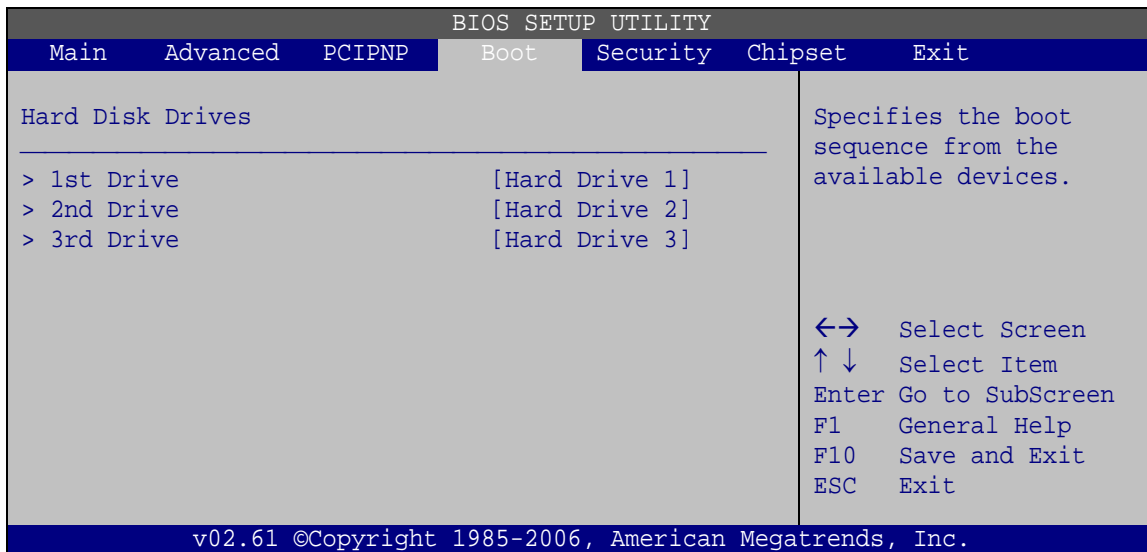 BIOS SETUP UTILITY
Main Advanced PCIPNP Boot Security Chipset Exit
Hard Disk Drives
> 1st Drive [Hard Drive 1]
> 2nd Drive [Hard Drive 2]
> 3rd Drive [Hard Drive 3]
Specifies the boot
sequence from the
available devices.
←→ Select Screen
↑ ↓ Select Item
Enter Go to SubScreen
F1 General Help
F10 Save and Exit
ESC Exit
v02.61 ©Copyright 1985-2006, American Megatrends, Inc.